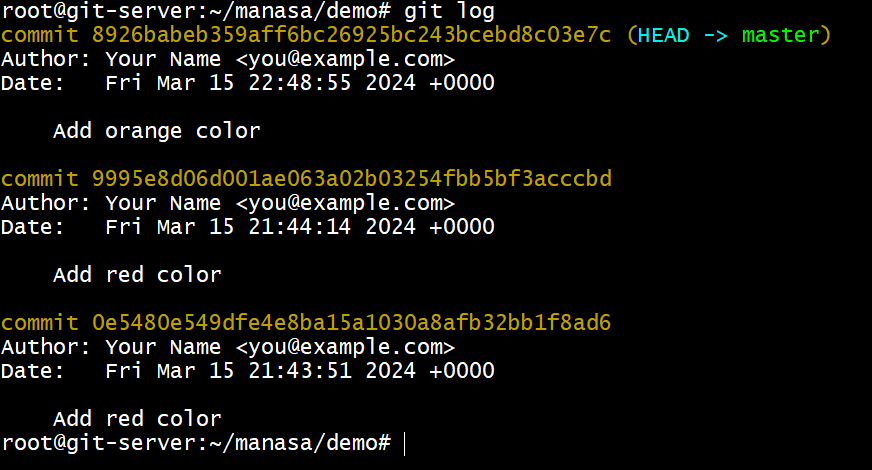 root@git-server:~/manasa/demo# git log
commit 8926babeb359aff6bc26925bc243bcebd8c03e7c (HEAD -> master)
Author: Your Name <you@example.com>
Date:   Fri Mar 15 22:48:55 2024 +0000
    Add orange color
commit 9995e8d06d001ae063a02b03254fbb5bf3acccbd
Author: Your Name <you@example.com>
Date:   Fri Mar 15 21:44:14 2024 +0000
    Add red color
commit 0e5480e549dfe4e8ba15a1030a8afb32bb1f8ad6
Author: Your Name <you@example.com>
Date:   Fri Mar 15 21:43:51 2024 +0000
    Add red color
root@git-server:~/manasa/demo#